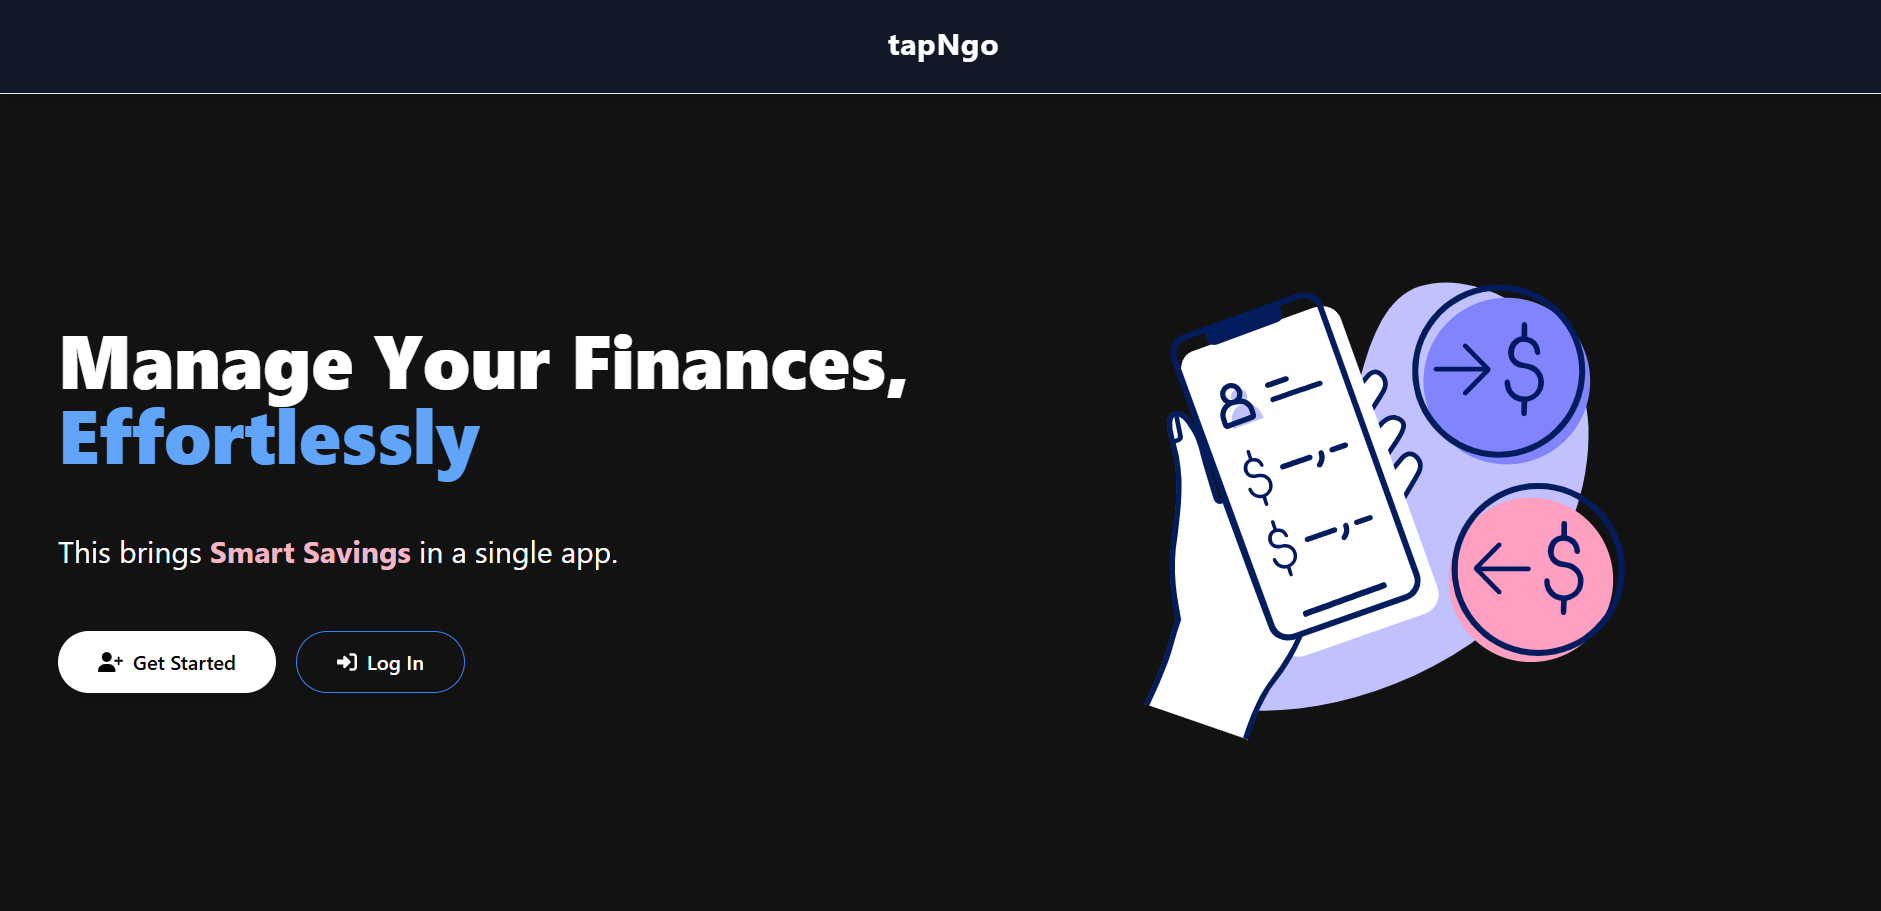 tapNgo
Manage Your Finances,
Effortlessly
This brings Smart Savings in a single app.
Get Started
Log In
$
$
$
$